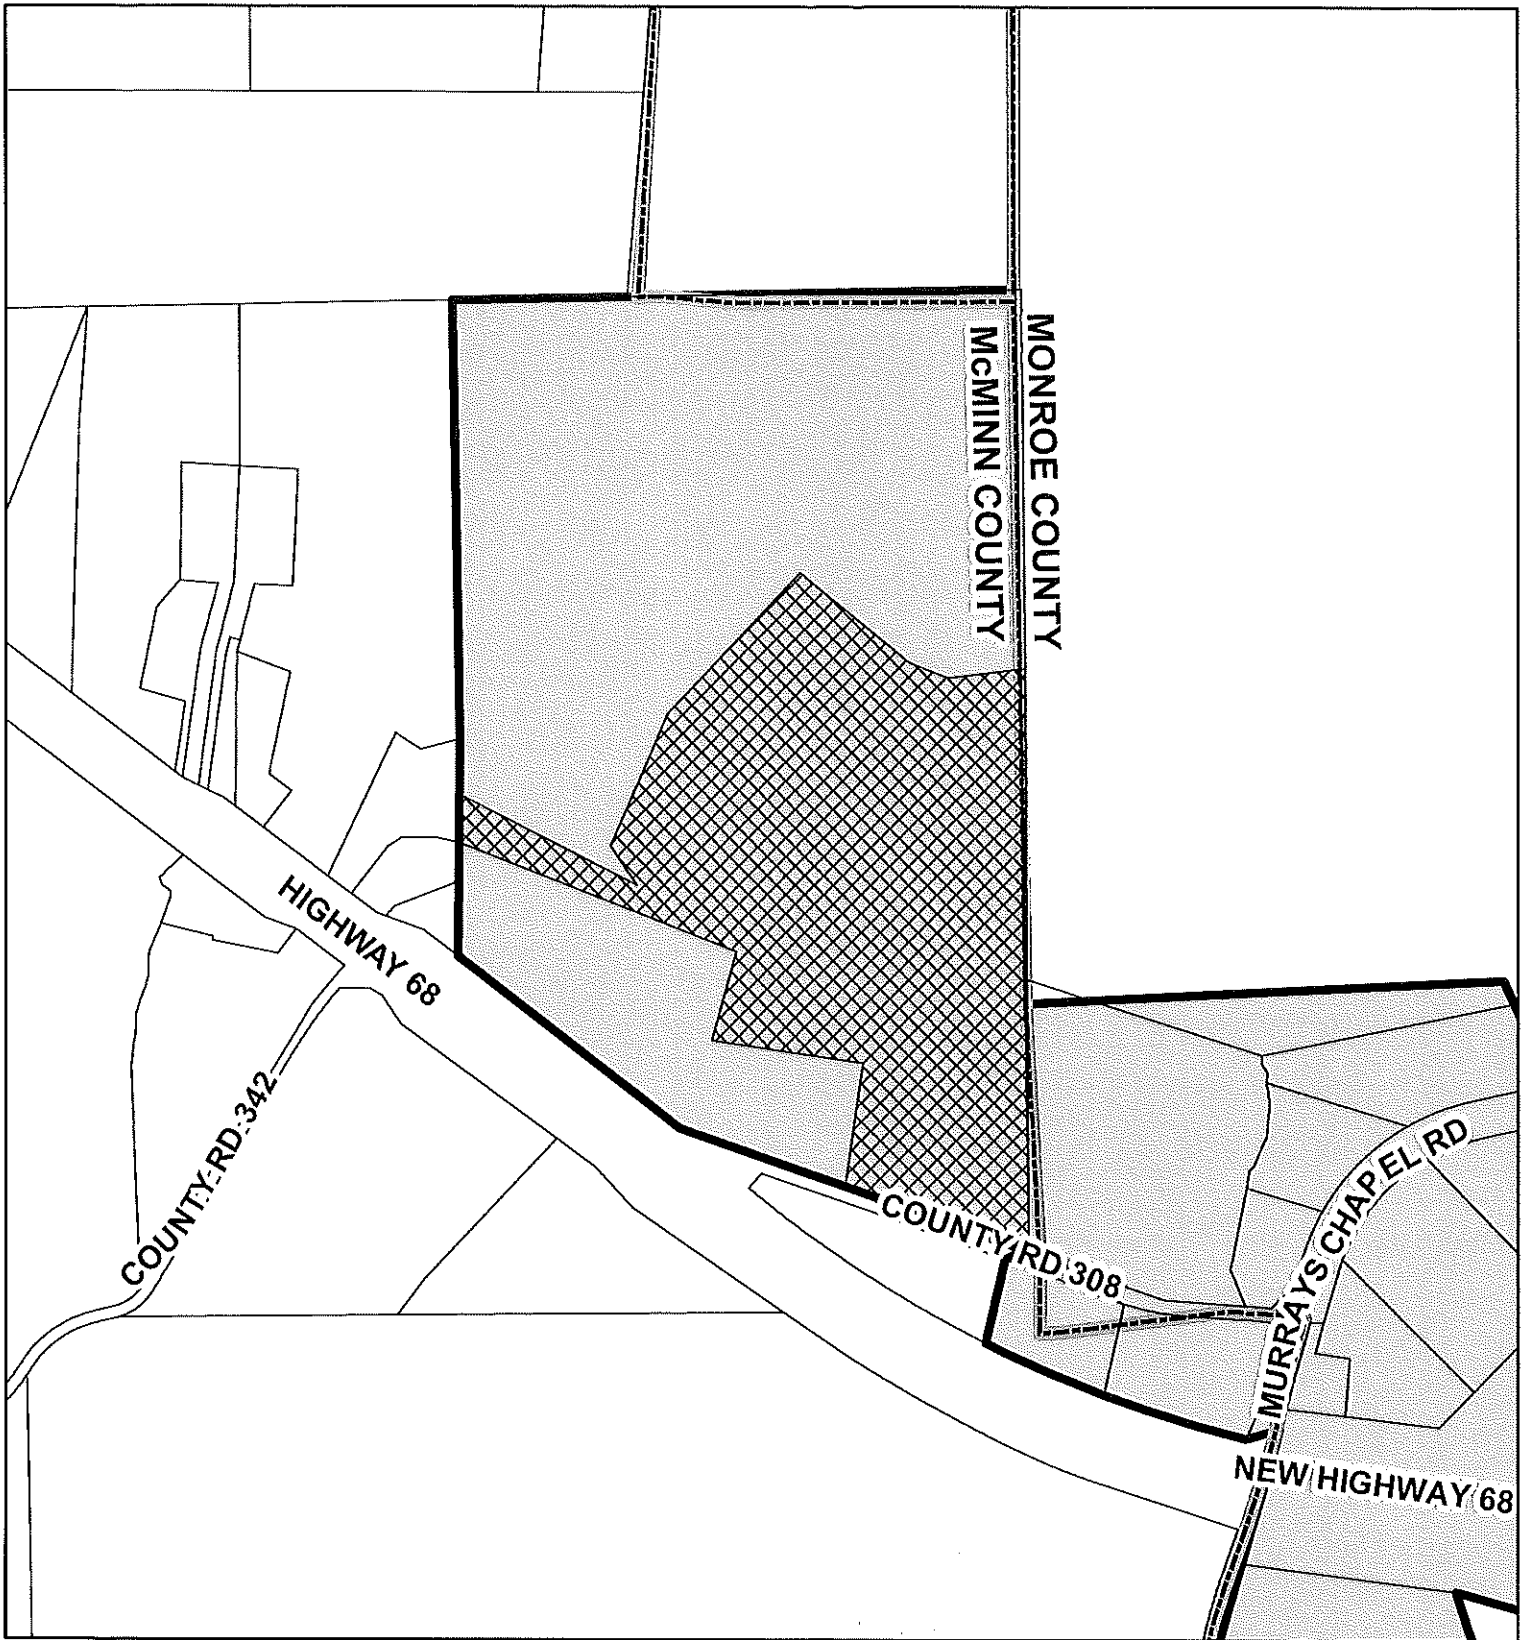 MONROE COUNTY
McMINN COUNTY
HIGHWAY 68
COUNTY RD 342
COUNTY RD 308
MURRAYS CHAPEL RD
NEW HIGHWAY 68